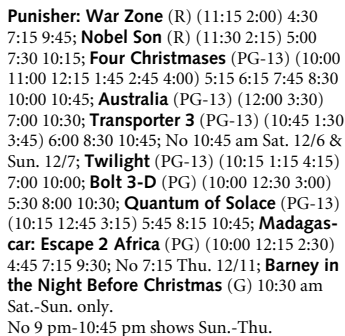 Punisher: War Zone (R) (11:15 2:00) 4:30
7:15 9:45; Nobel Son (R) (11:30 2:15) 5:00
7:30 10:15; Four Christmases (PG-13) (10:00
11:00 12:15 1:45 2:45 4:00) 5:15 6:15 7:45 8:30
10:00 10:45; Australia (PG-13) (12:00 3:30)
7:00 10:30; Transporter 3 (PG-13) (10:45 1:30
3:45) 6:00 8:30 10:45; No 10:45 am Sat. 12/6 &
Sun. 12/7; Twilight (PG-13) (10:15 1:15 4:15)
7:00 10:00; Bolt 3-D (PG) (10:00 12:30 3:00)
5:30 8:00 10:30; Quantum of Solace (PG-13)
(10:15 12:45 3:15) 5:45 8:15 10:45; Madagas-
car: Escape 2 Africa (PG) (10:00 12:15 2:30)
4:45 7:15 9:30; No 7:15 Thu. 12/11; Barney in
the Night Before Christmas (G) 10:30 am
Sat.-Sun. only.
No 9 pm-10:45 pm shows Sun.-Thu.